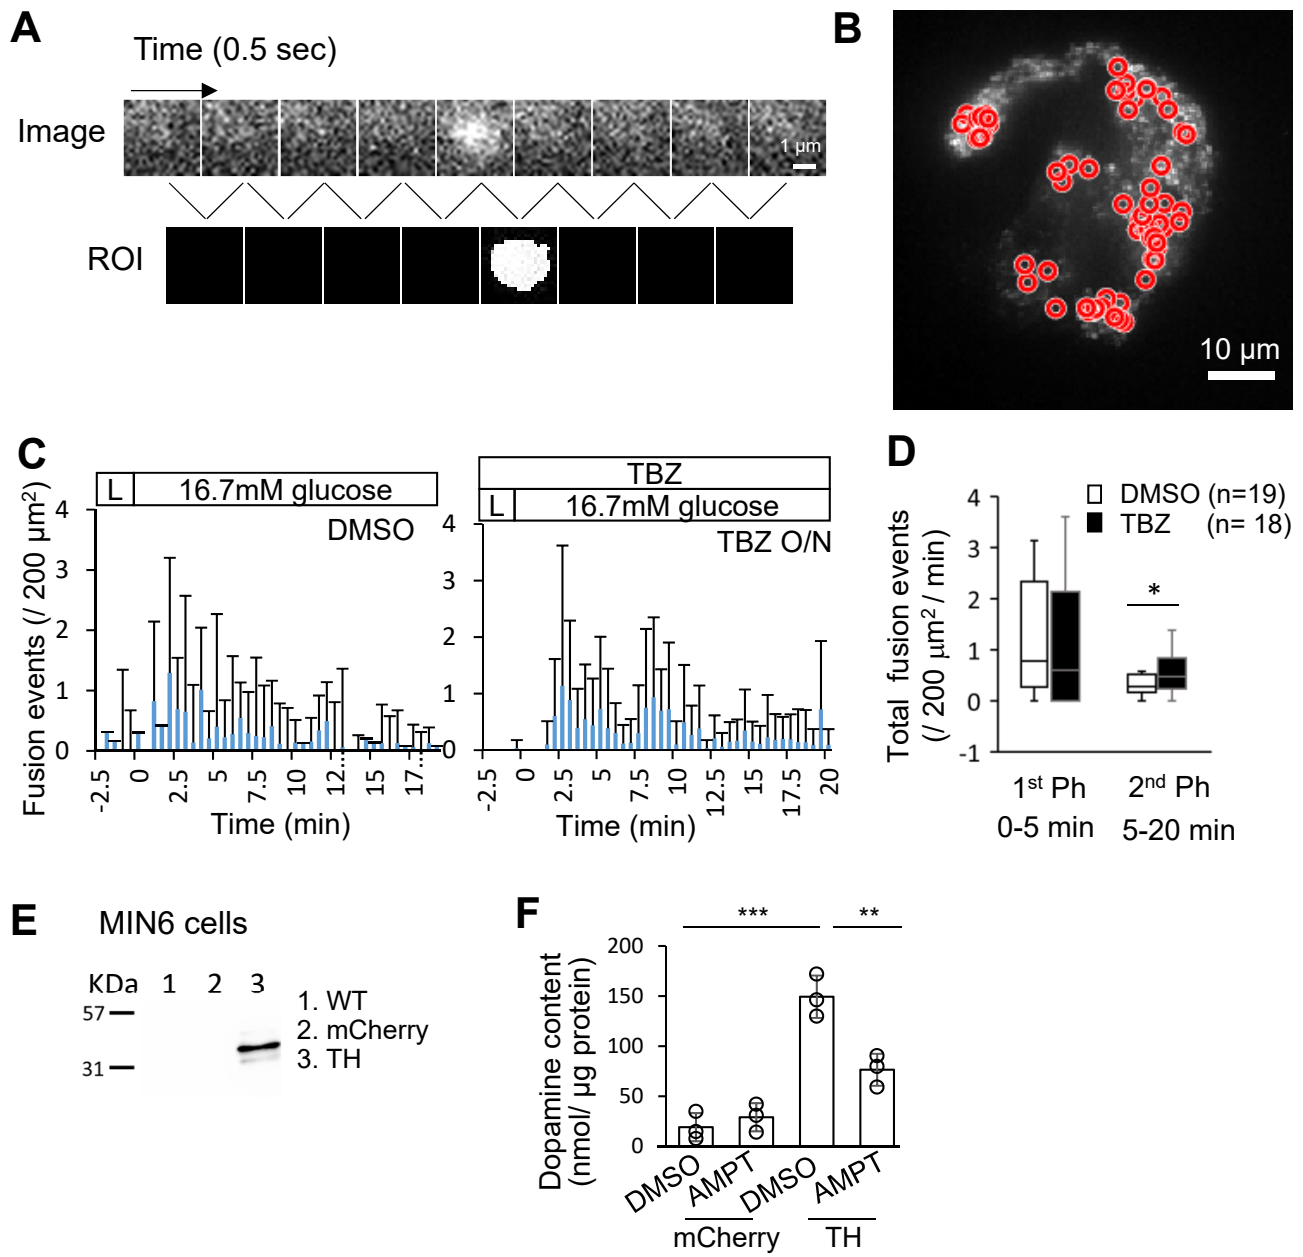 A
Time (0.5 sec)
Image
1 µm
ROI
B
10 µm
C
L
16.7mM glucose
DMSO
Fusion events (/ 200 µm²)
4
3
2
1
0
-2.5
0
2.5
5
7.5
10
12...
15
17...
Time (min)
TBZ
L
16.7mM glucose
TBZ O/N
4
3
2
1
0
-2.5
0
2.5
5
7.5
10
12.5
15
17.5
20
Time (min)
D
Total fusion events
(/ 200 µm² / min)
DMSO (n=19)
TBZ (n= 18)
4
3
2
1
0
-1
*
1st Ph
0-5 min
2nd Ph
5-20 min
E
MIN6 cells
KDa 1 2 3
57
31
1. WT
2. mCherry
3. TH
F
*** **
Dopamine content
(nmol/ µg protein)
200
150
100
50
0
DMSO
AMPT
DMSO
AMPT
mCherry
TH